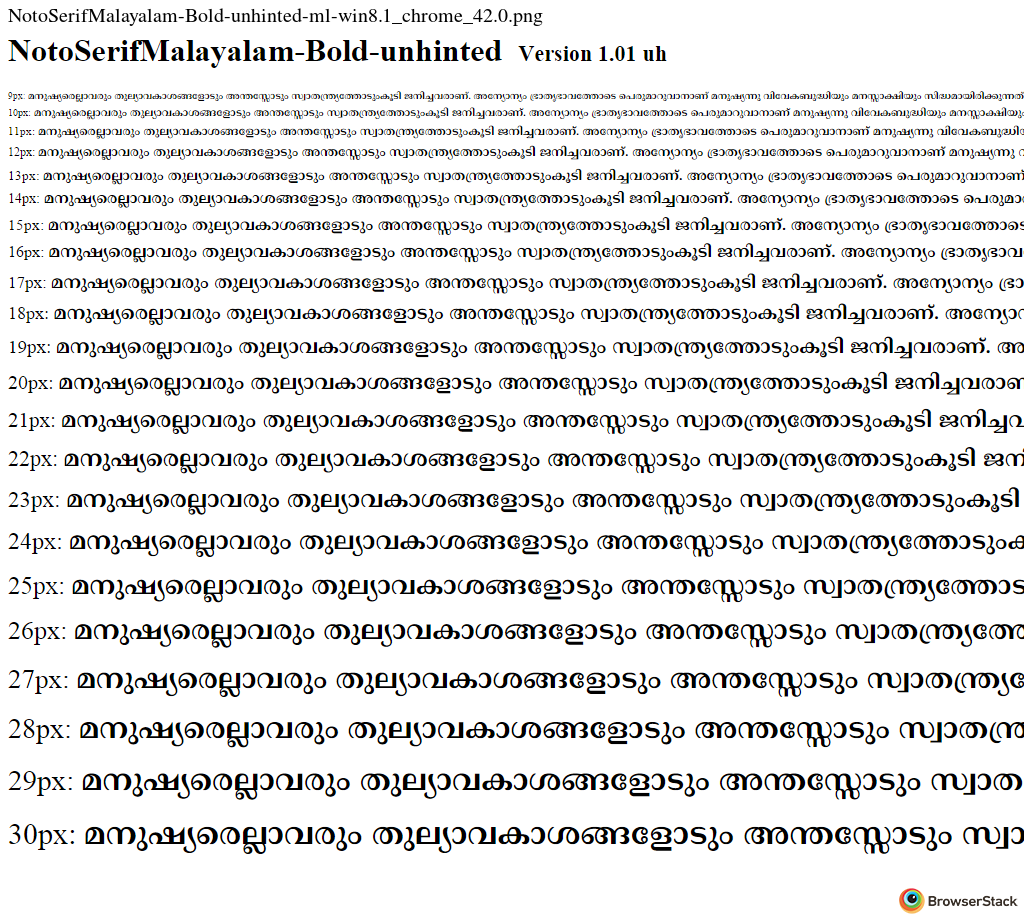 NotoSerifMalayalam-Bold-unhinted-ml-win8.1_chrome_42.0.png
NotoSerifMalayalam-Bold-unhinted Version 1.01 uh
9px: മനുഷ്യരെല്ലാവരും തുല്യാവകാശങ്ങളോടും അന്തസ്സോടും സ്വാതന്ത്ര്യത്തോടുംകൂടി ജനിച്ചവരാണ്. അന്യോന്യം ഭ്രാതൃഭാവത്തോടെ പെരുമാറുവാനാണ് മനുഷ്യന്നു വിവേകബുദ്ധിയും മനസ്സാക്ഷിയും സിദ്ധമായിരിക്കുന്നത്
10px: മനുഷ്യരെല്ലാവരും തുല്യാവകാശങ്ങളോടും അന്തസ്സോടും സ്വാതന്ത്ര്യത്തോടുംകൂടി ജനിച്ചവരാണ്. അന്യോന്യം ഭ്രാതൃഭാവത്തോടെ പെരുമാറുവാനാണ് മനുഷ്യന്നു വിവേകബുദ്ധിയും മനസ്സാക്ഷിയും
11px: മനുഷ്യരെല്ലാവരും തുല്യാവകാശങ്ങളോടും അന്തസ്സോടും സ്വാതന്ത്ര്യത്തോടുംകൂടി ജനിച്ചവരാണ്. അന്യോന്യം ഭ്രാതൃഭാവത്തോടെ പെരുമാറുവാനാണ് മനുഷ്യന്നു
12px: മനുഷ്യരെല്ലാവരും തുല്യാവകാശങ്ങളോടും അന്തസ്സോടും സ്വാതന്ത്ര്യത്തോടുംകൂടി ജനിച്ചവരാണ്. അന്യോന്യം ഭ്രാതൃഭാവത്തോടെ പെരുമാറുവാനാണ് മനുഷ്യന്നു
13px: മനുഷ്യരെല്ലാവരും തുല്യാവകാശങ്ങളോടും അന്തസ്സോടും സ്വാതന്ത്ര്യത്തോടുംകൂടി ജനിച്ചവരാണ്. അന്യോന്യം ഭ്രാതൃഭാവത്തോടെ പെരുമാറുവാനാണ്
14px: മനുഷ്യരെല്ലാവരും തുല്യാവകാശങ്ങളോടും അന്തസ്സോടും സ്വാതന്ത്ര്യത്തോടുംകൂടി ജനിച്ചവരാണ്. അന്യോന്യം ഭ്രാതൃഭാവത്തോടെ പെരുമാ
15px: മനുഷ്യരെല്ലാവരും തുല്യാവകാശങ്ങളോടും അന്തസ്സോടും സ്വാതന്ത്ര്യത്തോടുംകൂടി ജനിച്ചവരാണ്. അന്യോന്യം ഭ്രാതൃഭാവത്തോടെ
16px: മനുഷ്യരെല്ലാവരും തുല്യാവകാശങ്ങളോടും അന്തസ്സോടും സ്വാതന്ത്ര്യത്തോടുംകൂടി ജനിച്ചവരാണ്. അന്യോന്യം ഭ്രാതൃഭാവ
17px: മനുഷ്യരെല്ലാവരും തുല്യാവകാശങ്ങളോടും അന്തസ്സോടും സ്വാതന്ത്ര്യത്തോടുംകൂടി ജനിച്ചവരാണ്. അന്യോന്യം ഭ്രാ
18px: മനുഷ്യരെല്ലാവരും തുല്യാവകാശങ്ങളോടും അന്തസ്സോടും സ്വാതന്ത്ര്യത്തോടുംകൂടി ജനിച്ചവരാണ്. അന്യോന
19px: മനുഷ്യരെല്ലാവരും തുല്യാവകാശങ്ങളോടും അന്തസ്സോടും സ്വാതന്ത്ര്യത്തോടുംകൂടി ജനിച്ചവരാണ്. അ
20px: മനുഷ്യരെല്ലാവരും തുല്യാവകാശങ്ങളോടും അന്തസ്സോടും സ്വാതന്ത്ര്യത്തോടുംകൂടി ജനിച്ചവരാണ
21px: മനുഷ്യരെല്ലാവരും തുല്യാവകാശങ്ങളോടും അന്തസ്സോടും സ്വാതന്ത്ര്യത്തോടുംകൂടി ജനിച്ചവ
22px: മനുഷ്യരെല്ലാവരും തുല്യാവകാശങ്ങളോടും അന്തസ്സോടും സ്വാതന്ത്ര്യത്തോടുംകൂടി ജനി
23px: മനുഷ്യരെല്ലാവരും തുല്യാവകാശങ്ങളോടും അന്തസ്സോടും സ്വാതന്ത്ര്യത്തോടുംകൂടി
24px: മനുഷ്യരെല്ലാവരും തുല്യാവകാശങ്ങളോടും അന്തസ്സോടും സ്വാതന്ത്ര്യത്തോടുംക
25px: മനുഷ്യരെല്ലാവരും തുല്യാവകാശങ്ങളോടും അന്തസ്സോടും സ്വാതന്ത്ര്യത്തോട
26px: മനുഷ്യരെല്ലാവരും തുല്യാവകാശങ്ങളോടും അന്തസ്സോടും സ്വാതന്ത്ര്യത്തോ
27px: മനുഷ്യരെല്ലാവരും തുല്യാവകാശങ്ങളോടും അന്തസ്സോടും സ്വാതന്ത്ര്യ
28px: മനുഷ്യരെല്ലാവരും തുല്യാവകാശങ്ങളോടും അന്തസ്സോടും സ്വാതന്ത്ര
29px: മനുഷ്യരെല്ലാവരും തുല്യാവകാശങ്ങളോടും അന്തസ്സോടും സ്വാത
30px: മനുഷ്യരെല്ലാവരും തുല്യാവകാശങ്ങളോടും അന്തസ്സോടും സ്വാ
BrowserStack